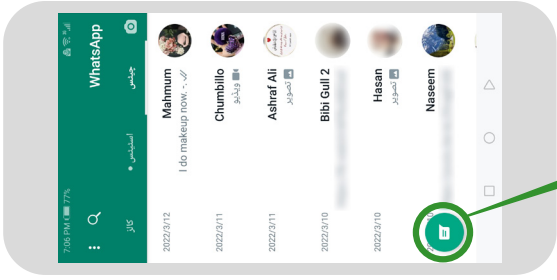 7:06 PM 77%
WhatsApp
چیٹس اسٹیٹس کالز
Mahmum 2022/3/12
I do makeup now. -,
Chumbillo 2022/3/11
ویڈیو
Ashraf Ali 2022/3/11
تصویر
Bibi Gull 2 2022/3/10
Hasan 2022/3/10
تصویر
Naseem